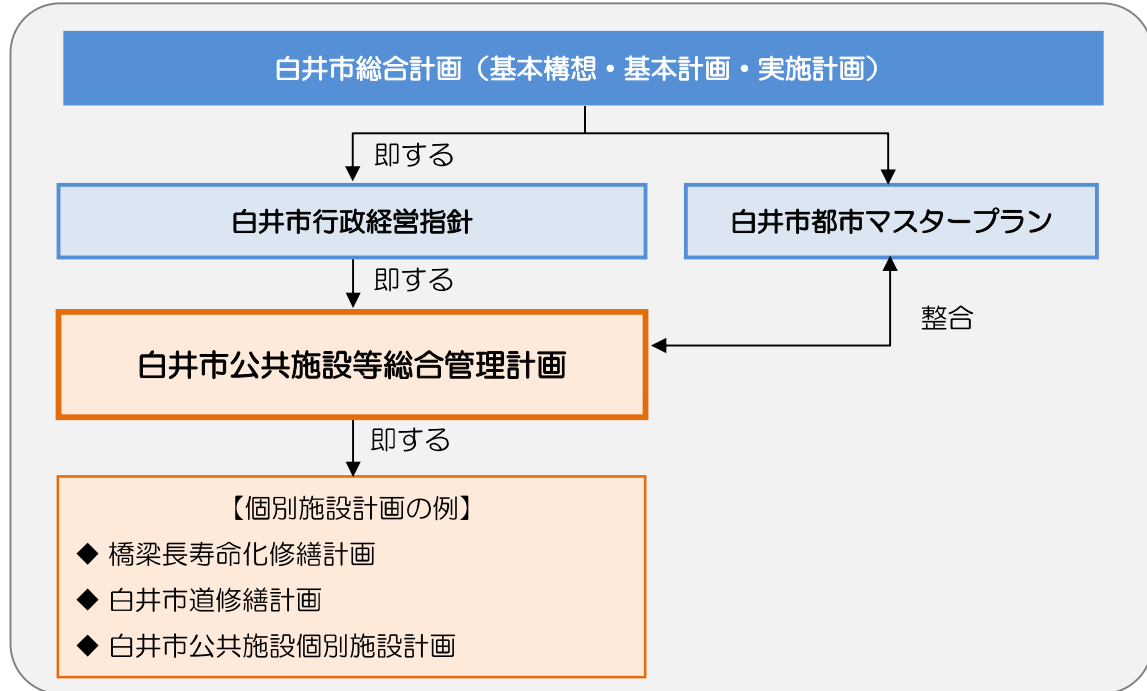 白井市総合計画（基本構想・基本計画・実施計画）
即する
白井市行政経営指針
白井市都市マスタープラン
即する
整合
白井市公共施設等総合管理計画
即する
【個別施設計画の例】
◆ 橋梁長寿命化修繕計画
◆ 白井市道修繕計画
◆ 白井市公共施設個別施設計画